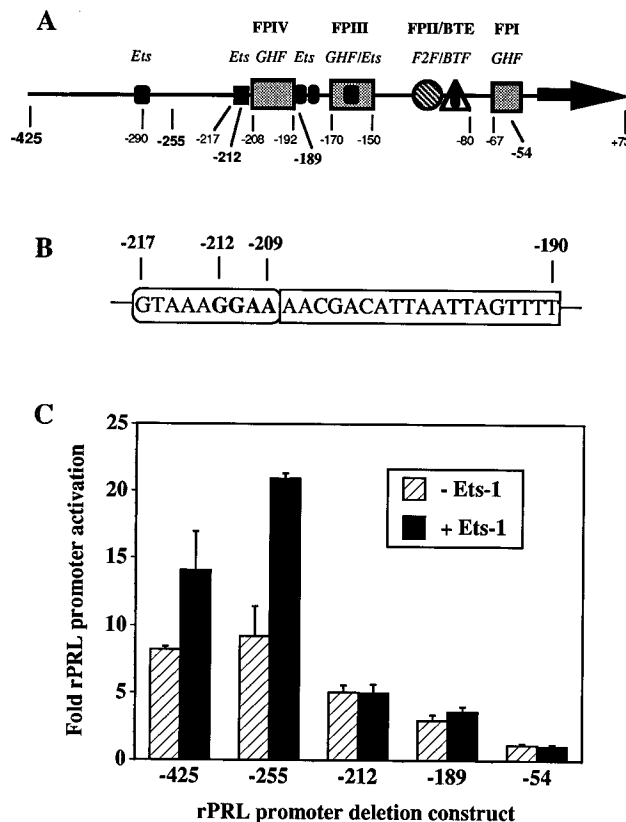 A
FPIV FPIII FPII/BTE FPI
Ets Ets GHF Ets GHF/Ets F2F/BTF GHF
-425 -290 -255 -217 -212 -208 -192 -189 -170 -150 -80 -67 -54
B
-217 -212 -209 -190
GTAAAGGAAAACGACATTAATTAGTTTT
C
25
20
15
10
5
0
Fold rPRL promoter activation
- Ets-1
+ Ets-1
-425 -255 -212 -189 -54
rPRL promoter deletion construct